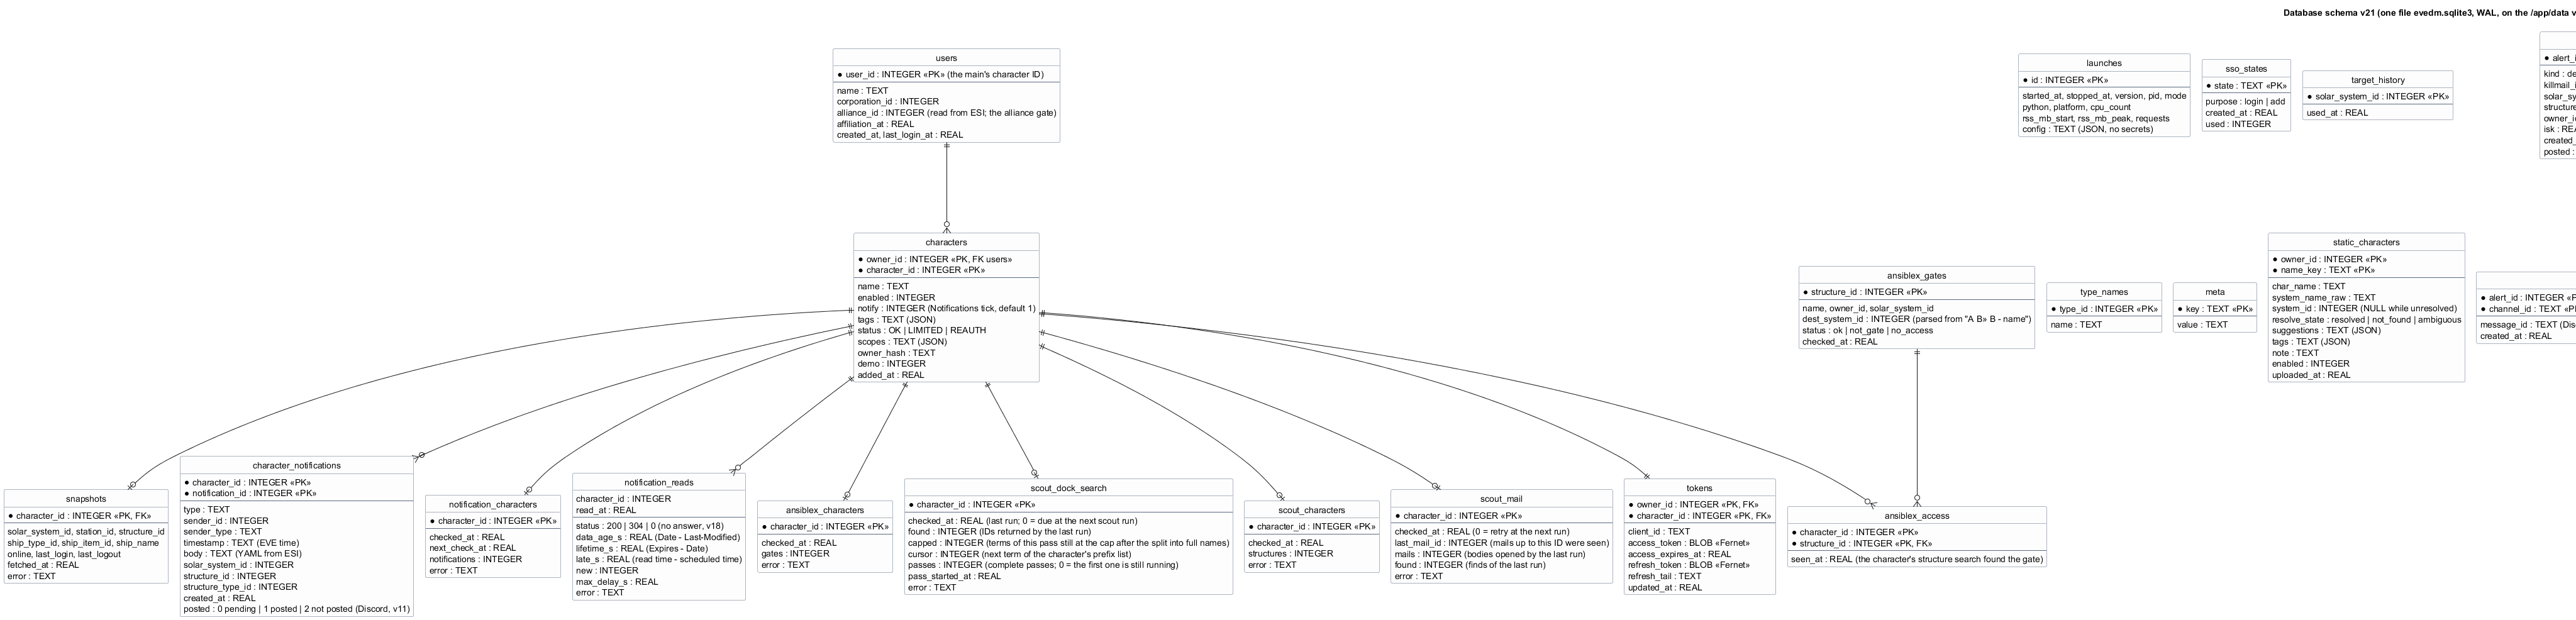 Database schema v21 (one file evedm.sqlite3, WAL, on the /app/data v
users
user_id : INTEGER «PK» (the main's character ID)
name : TEXT
corporation_id : INTEGER
alliance_id : INTEGER (read from ESI; the alliance gate)
affiliation_at : REAL
created_at, last_login_at : REAL
launches
id : INTEGER «PK»
started_at, stopped_at, version, pid, mode
python, platform, cpu_count
rss_mb_start, rss_mb_peak, requests
config : TEXT (JSON, no secrets)
sso_states
state : TEXT «PK»
purpose : login | add
created_at : REAL
used : INTEGER
target_history
solar_system_id : INTEGER «PK»
used_at : REAL
alert_i
kind : de
killmail_i
solar_sy
structure
owner_i
isk : REA
created_
posted :
characters
owner_id : INTEGER «PK, FK users»
character_id : INTEGER «PK»
name : TEXT
enabled : INTEGER
notify : INTEGER (Notifications tick, default 1)
tags : TEXT (JSON)
status : OK | LIMITED | REAUTH
scopes : TEXT (JSON)
owner_hash : TEXT
demo : INTEGER
added_at : REAL
ansiblex_gates
structure_id : INTEGER «PK»
name, owner_id, solar_system_id
dest_system_id : INTEGER (parsed from "A B» B - name")
status : ok | not_gate | no_access
checked_at : REAL
type_names
type_id : INTEGER «PK»
name : TEXT
meta
key : TEXT «PK»
value : TEXT
static_characters
owner_id : INTEGER «PK»
name_key : TEXT «PK»
char_name : TEXT
system_name_raw : TEXT
system_id : INTEGER (NULL while unresolved)
resolve_state : resolved | not_found | ambiguous
suggestions : TEXT (JSON)
tags : TEXT (JSON)
note : TEXT
enabled : INTEGER
uploaded_at : REAL
alert_id : INTEGER «P
channel_id : TEXT «P
message_id : TEXT (Dis
created_at : REAL
snapshots
character_id : INTEGER «PK, FK»
solar_system_id, station_id, structure_id
ship_type_id, ship_item_id, ship_name
online, last_login, last_logout
fetched_at : REAL
error : TEXT
character_notifications
character_id : INTEGER «PK»
notification_id : INTEGER «PK»
type : TEXT
sender_id : INTEGER
sender_type : TEXT
timestamp : TEXT (EVE time)
body : TEXT (YAML from ESI)
solar_system_id : INTEGER
structure_id : INTEGER
structure_type_id : INTEGER
created_at : REAL
posted : 0 pending | 1 posted | 2 not posted (Discord, v11)
notification_characters
character_id : INTEGER «PK»
checked_at : REAL
next_check_at : REAL
notifications : INTEGER
error : TEXT
notification_reads
character_id : INTEGER
read_at : REAL
status : 200 | 304 | 0 (no answer, v18)
data_age_s : REAL (Date - Last-Modified)
lifetime_s : REAL (Expires - Date)
late_s : REAL (read time - scheduled time)
new : INTEGER
max_delay_s : REAL
error : TEXT
ansiblex_characters
character_id : INTEGER «PK»
checked_at : REAL
gates : INTEGER
error : TEXT
scout_dock_search
character_id : INTEGER «PK»
checked_at : REAL (last run; 0 = due at the next scout run)
found : INTEGER (IDs returned by the last run)
capped : INTEGER (terms of this pass still at the cap after the split into full names)
cursor : INTEGER (next term of the character's prefix list)
passes : INTEGER (complete passes; 0 = the first one is still running)
pass_started_at : REAL
error : TEXT
scout_characters
character_id : INTEGER «PK»
checked_at : REAL
structures : INTEGER
error : TEXT
scout_mail
character_id : INTEGER «PK»
checked_at : REAL (0 = retry at the next run)
last_mail_id : INTEGER (mails up to this ID were seen)
mails : INTEGER (bodies opened by the last run)
found : INTEGER (finds of the last run)
error : TEXT
tokens
owner_id : INTEGER «PK, FK»
character_id : INTEGER «PK, FK»
client_id : TEXT
access_token : BLOB «Fernet»
access_expires_at : REAL
refresh_token : BLOB «Fernet»
refresh_tail : TEXT
updated_at : REAL
ansiblex_access
character_id : INTEGER «PK»
structure_id : INTEGER «PK, FK»
seen_at : REAL (the character's structure search found the gate)